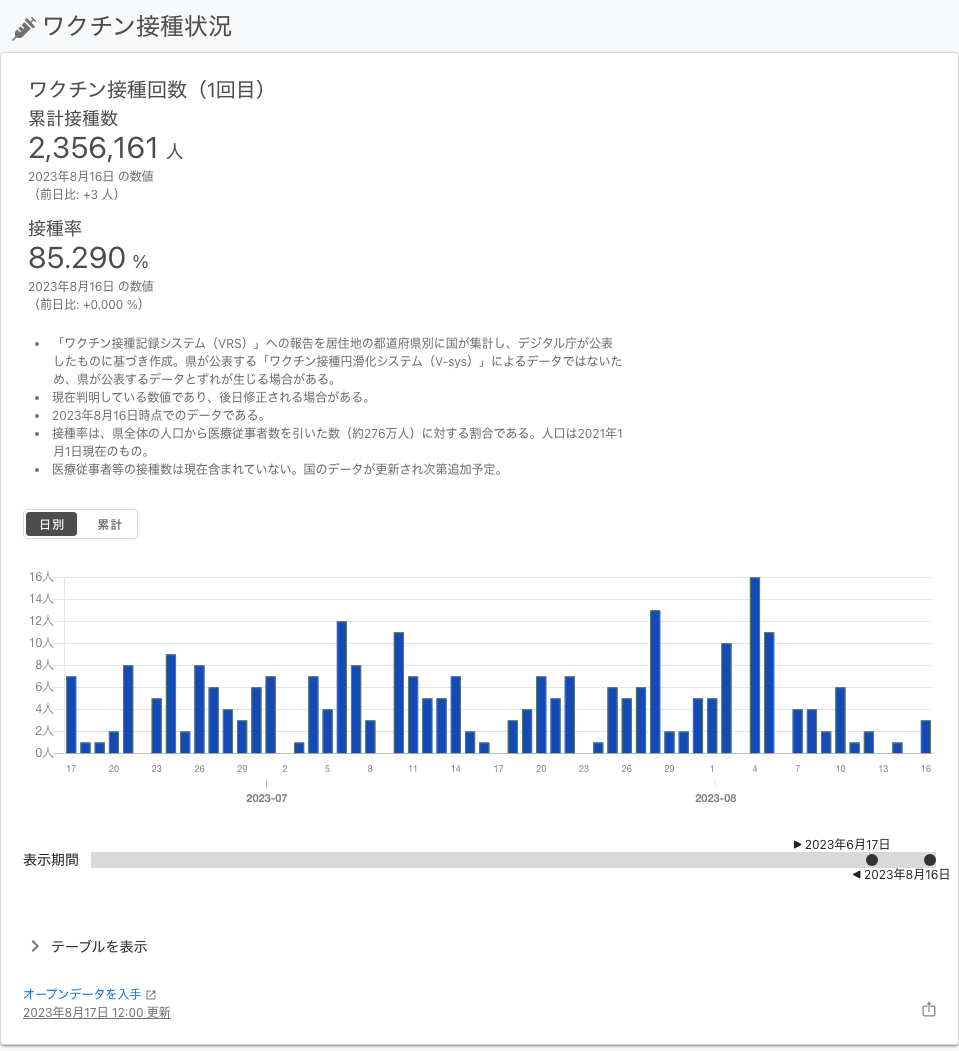 ワクチン接種状況
ワクチン接種回数（1回目）
累計接種数
2,356,161 人
2023年8月16日 の数値
（前日比: +3 人）
接種率
85.290 %
2023年8月16日 の数値
（前日比: +0.000 %）
• 「ワクチン接種記録システム（VRS）」への報告を居住地の都道府県別に国が集計し、デジタル庁が公表
したものに基づき作成。県が公表する「ワクチン接種円滑化システム（V-sys）」によるデータではないた
め、県が公表するデータとずれが生じる場合がある。
• 現在判明している数値であり、後日修正される場合がある。
• 2023年8月16日時点でのデータである。
• 接種率は、県全体の人口から医療従事者数を引いた数（約276万人）に対する割合である。人口は2021年1
月1日現在のもの。
• 医療従事者等の接種数は現在含まれていない。国のデータが更新され次第追加予定。
日別 累計
16人
14人
12人
10人
8人
6人
4人
2人
0人
17 20 23 26 29 2 5 8 11 14 17 20 23 26 29 1 4 7 10 13 16
2023-07 2023-08
▶ 2023年6月17日
表示期間
◀ 2023年8月16日
テーブルを表示
オープンデータを入手
2023年8月17日 12:00 更新